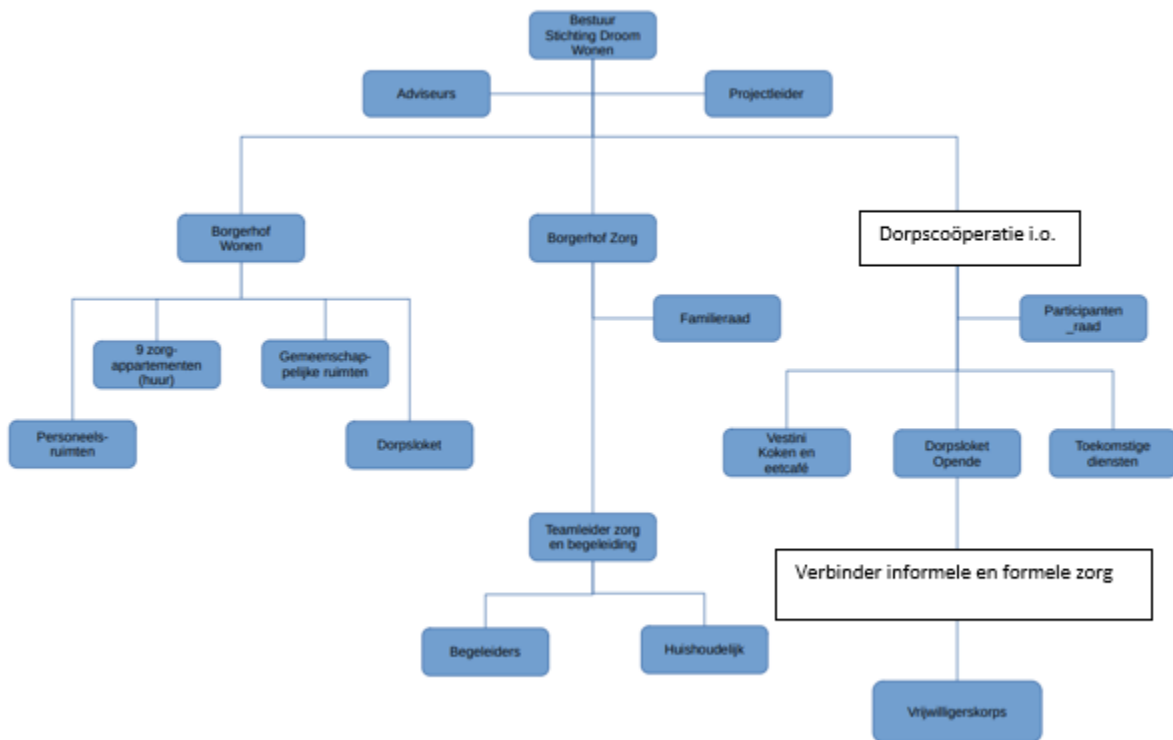 Bestuur
Stichting Droom
Wonen
Adviseurs
Projectleider
Borgerhof
Wonen
Borgerhof Zorg
Dorpscoöperatie i.o.
Familieraad
Participanten
_raad
9 zorg-
appartementen
(huur)
Gemeenschap-
pelijke ruimten
Personeels-
ruimten
Dorpsloket
Vestini
Koken en
eetcafé
Dorpsloket
Opende
Toekomstige
diensten
Teamleider zorg
en begeleiding
Verbinder informele en formele zorg
Begeleiders
Huishoudelijk
Vrijwilligerskorps